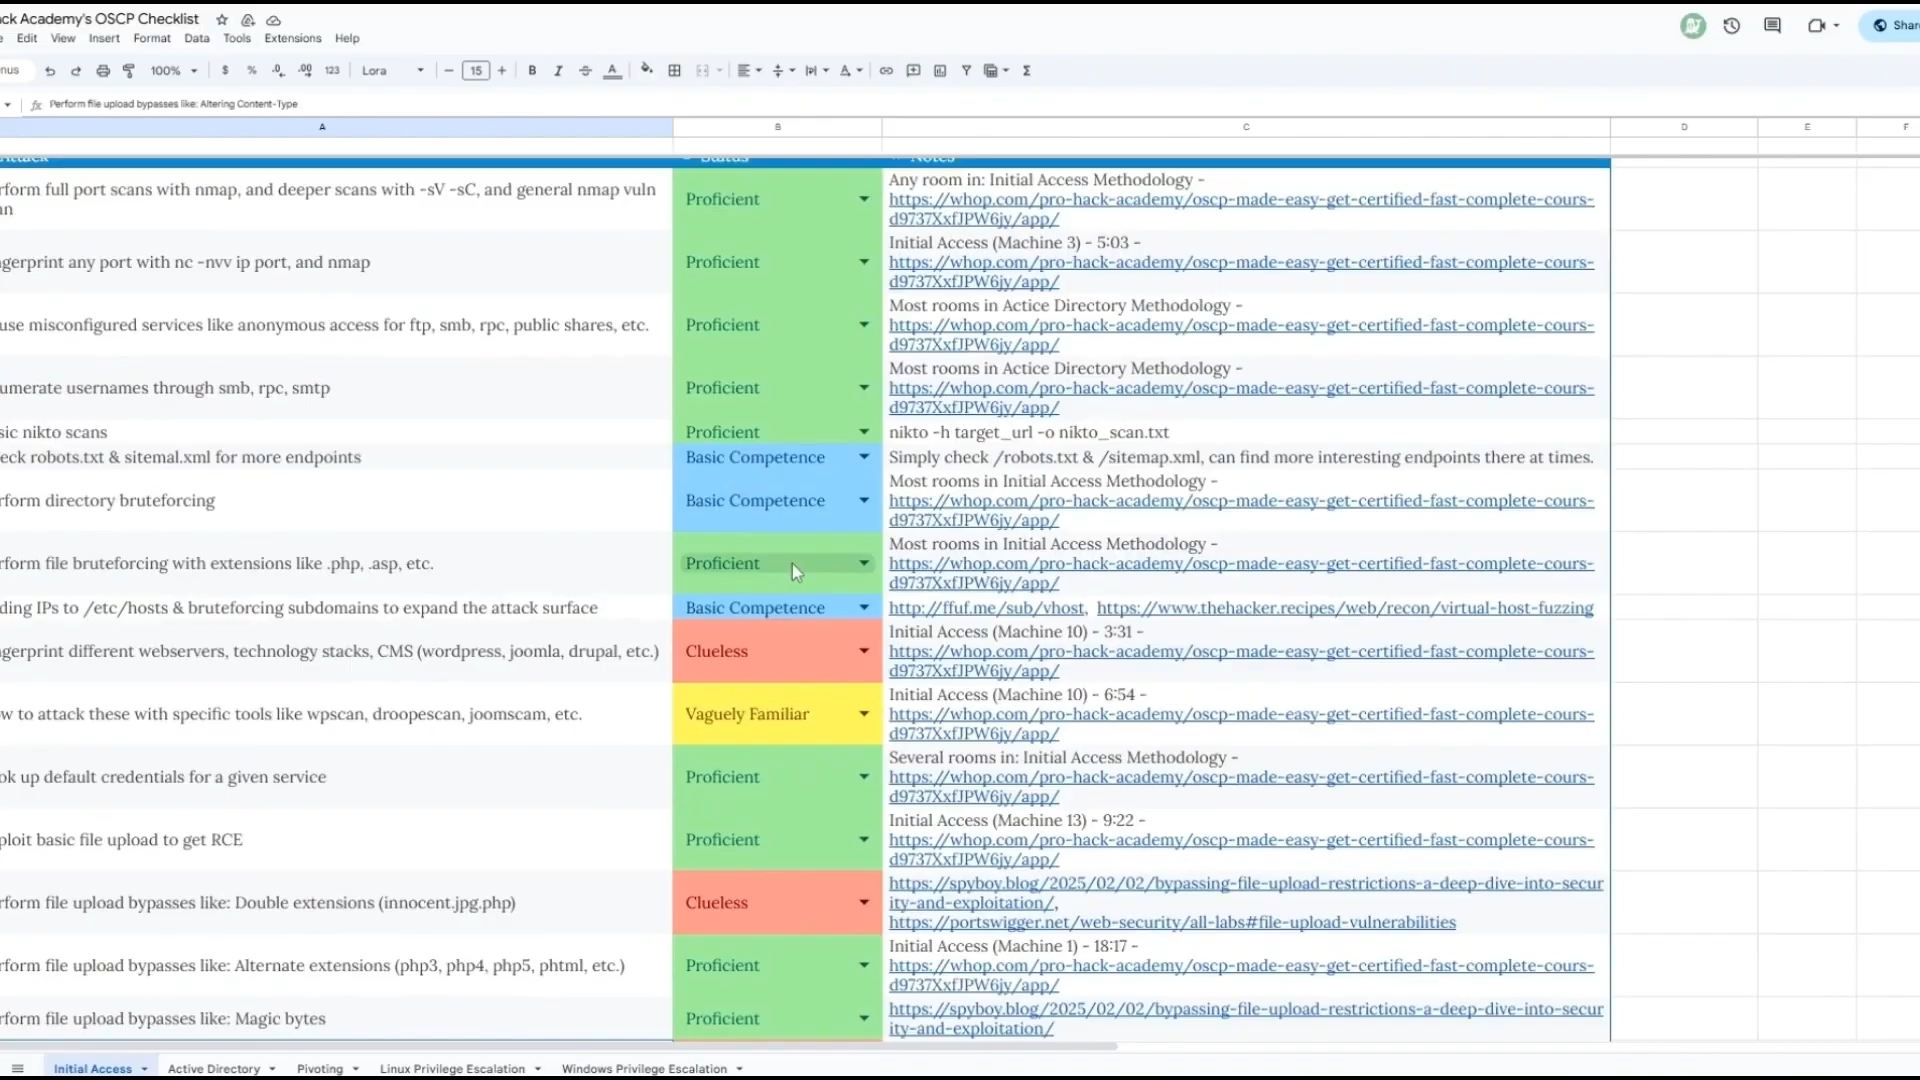 ck Academy's OSCP Checklist
Edit View Insert Format Data Tools Extensions Help
Share
nus 100% $ % .0 .00 123 Lora 15 B I A Σ
fx Perform file upload bypasses like: Altering Content-Type
A B C D E F
Attack Status Notes
rform full port scans with nmap, and deeper scans with -sV -sC, and general nmap vuln
an
Proficient
Any room in: Initial Access Methodology -
https://whop.com/pro-hack-academy/oscp-made-easy-get-certified-fast-complete-cours-
d9737XxfJPW6jy/app/
ngerprint any port with nc -nvv ip port, and nmap
Proficient
Initial Access (Machine 3) - 5:03 -
https://whop.com/pro-hack-academy/oscp-made-easy-get-certified-fast-complete-cours-
d9737XxfJPW6jy/app/
use misconfigured services like anonymous access for ftp, smb, rpc, public shares, etc.
Proficient
Most rooms in Actice Directory Methodology -
https://whop.com/pro-hack-academy/oscp-made-easy-get-certified-fast-complete-cours-
d9737XxfJPW6jy/app/
umerate usernames through smb, rpc, smtp
Proficient
Most rooms in Actice Directory Methodology -
https://whop.com/pro-hack-academy/oscp-made-easy-get-certified-fast-complete-cours-
d9737XxfJPW6jy/app/
sic nikto scans
Proficient
nikto -h target_url -o nikto_scan.txt
eck robots.txt & sitemal.xml for more endpoints
Basic Competence
Simply check /robots.txt & /sitemap.xml, can find more interesting endpoints there at times.
rform directory bruteforcing
Basic Competence
Most rooms in Initial Access Methodology -
https://whop.com/pro-hack-academy/oscp-made-easy-get-certified-fast-complete-cours-
d9737XxfJPW6jy/app/
rform file bruteforcing with extensions like .php, .asp, etc.
Proficient
Most rooms in Initial Access Methodology -
https://whop.com/pro-hack-academy/oscp-made-easy-get-certified-fast-complete-cours-
d9737XxfJPW6jy/app/
ding IPs to /etc/hosts & bruteforcing subdomains to expand the attack surface
Basic Competence
http://ffuf.me/sub/vhost, https://www.thehacker.recipes/web/recon/virtual-host-fuzzing
ngerprint different webservers, technology stacks, CMS (wordpress, joomla, drupal, etc.)
Clueless
Initial Access (Machine 10) - 3:31 -
https://whop.com/pro-hack-academy/oscp-made-easy-get-certified-fast-complete-cours-
d9737XxfJPW6jy/app/
w to attack these with specific tools like wpscan, droopescan, joomscam, etc.
Vaguely Familiar
Initial Access (Machine 10) - 6:54 -
https://whop.com/pro-hack-academy/oscp-made-easy-get-certified-fast-complete-cours-
d9737XxfJPW6jy/app/
ok up default credentials for a given service
Proficient
Several rooms in: Initial Access Methodology -
https://whop.com/pro-hack-academy/oscp-made-easy-get-certified-fast-complete-cours-
d9737XxfJPW6jy/app/
ploit basic file upload to get RCE
Proficient
Initial Access (Machine 13) - 9:22 -
https://whop.com/pro-hack-academy/oscp-made-easy-get-certified-fast-complete-cours-
d9737XxfJPW6jy/app/
rform file upload bypasses like: Double extensions (innocent.jpg.php)
Clueless
https://spyboy.blog/2025/02/02/bypassing-file-upload-restrictions-a-deep-dive-into-secur
ity-and-exploitation/,
https://portswigger.net/web-security/all-labs#file-upload-vulnerabilities
rform file upload bypasses like: Alternate extensions (php3, php4, php5, phtml, etc.)
Proficient
Initial Access (Machine 1) - 18:17 -
https://whop.com/pro-hack-academy/oscp-made-easy-get-certified-fast-complete-cours-
d9737XxfJPW6jy/app/
rform file upload bypasses like: Magic bytes
Proficient
https://spyboy.blog/2025/02/02/bypassing-file-upload-restrictions-a-deep-dive-into-secur
ity-and-exploitation/
Initial Access Active Directory Pivoting Linux Privilege Escalation Windows Privilege Escalation